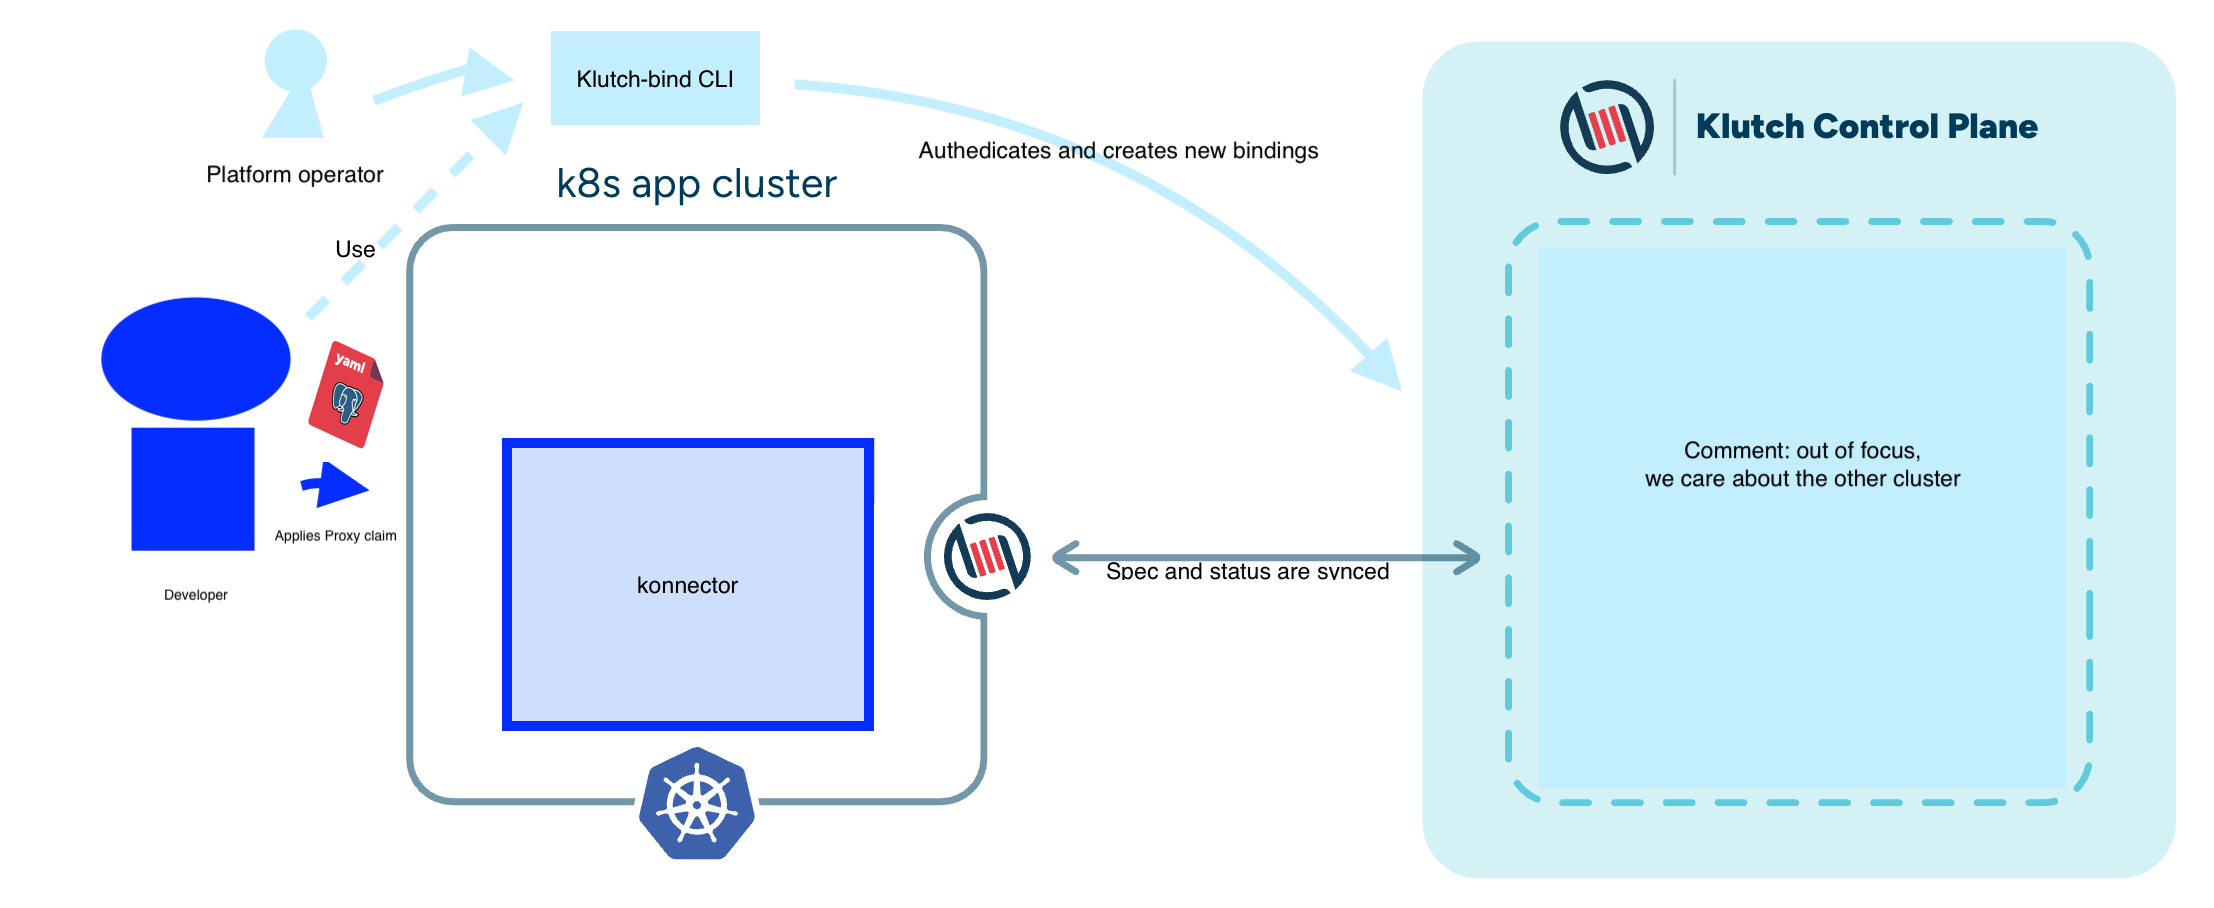 Klutch-bind CLI
Platform operator
k8s app cluster
Authedicates and creates new bindings
Klutch Control Plane
Use
yaml
Applies Proxy claim
Developer
konnector
Spec and status are synced
Comment: out of focus,
we care about the other cluster